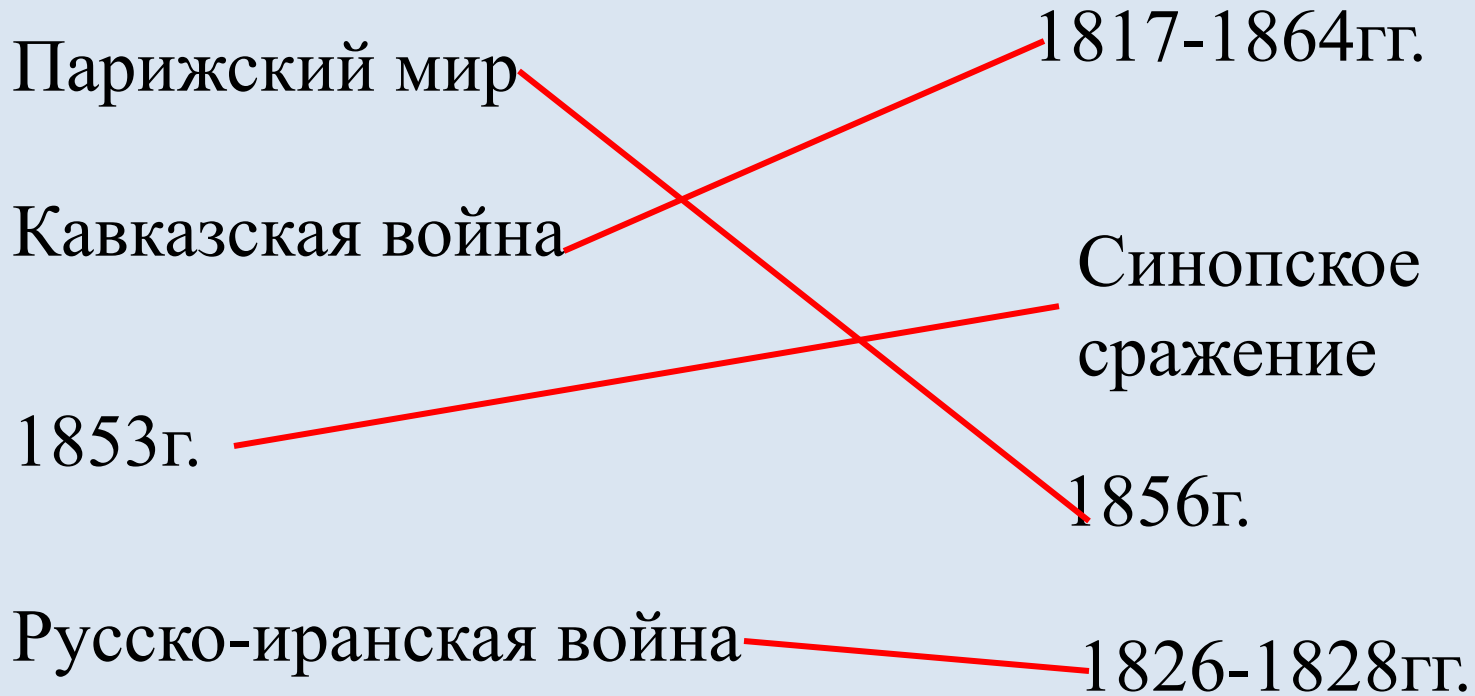 Парижский мир
Кавказская война
1853г.
Русско-иранская война
1817-1864гг.
Синопское
сражение
1856г.
1826-1828гг.